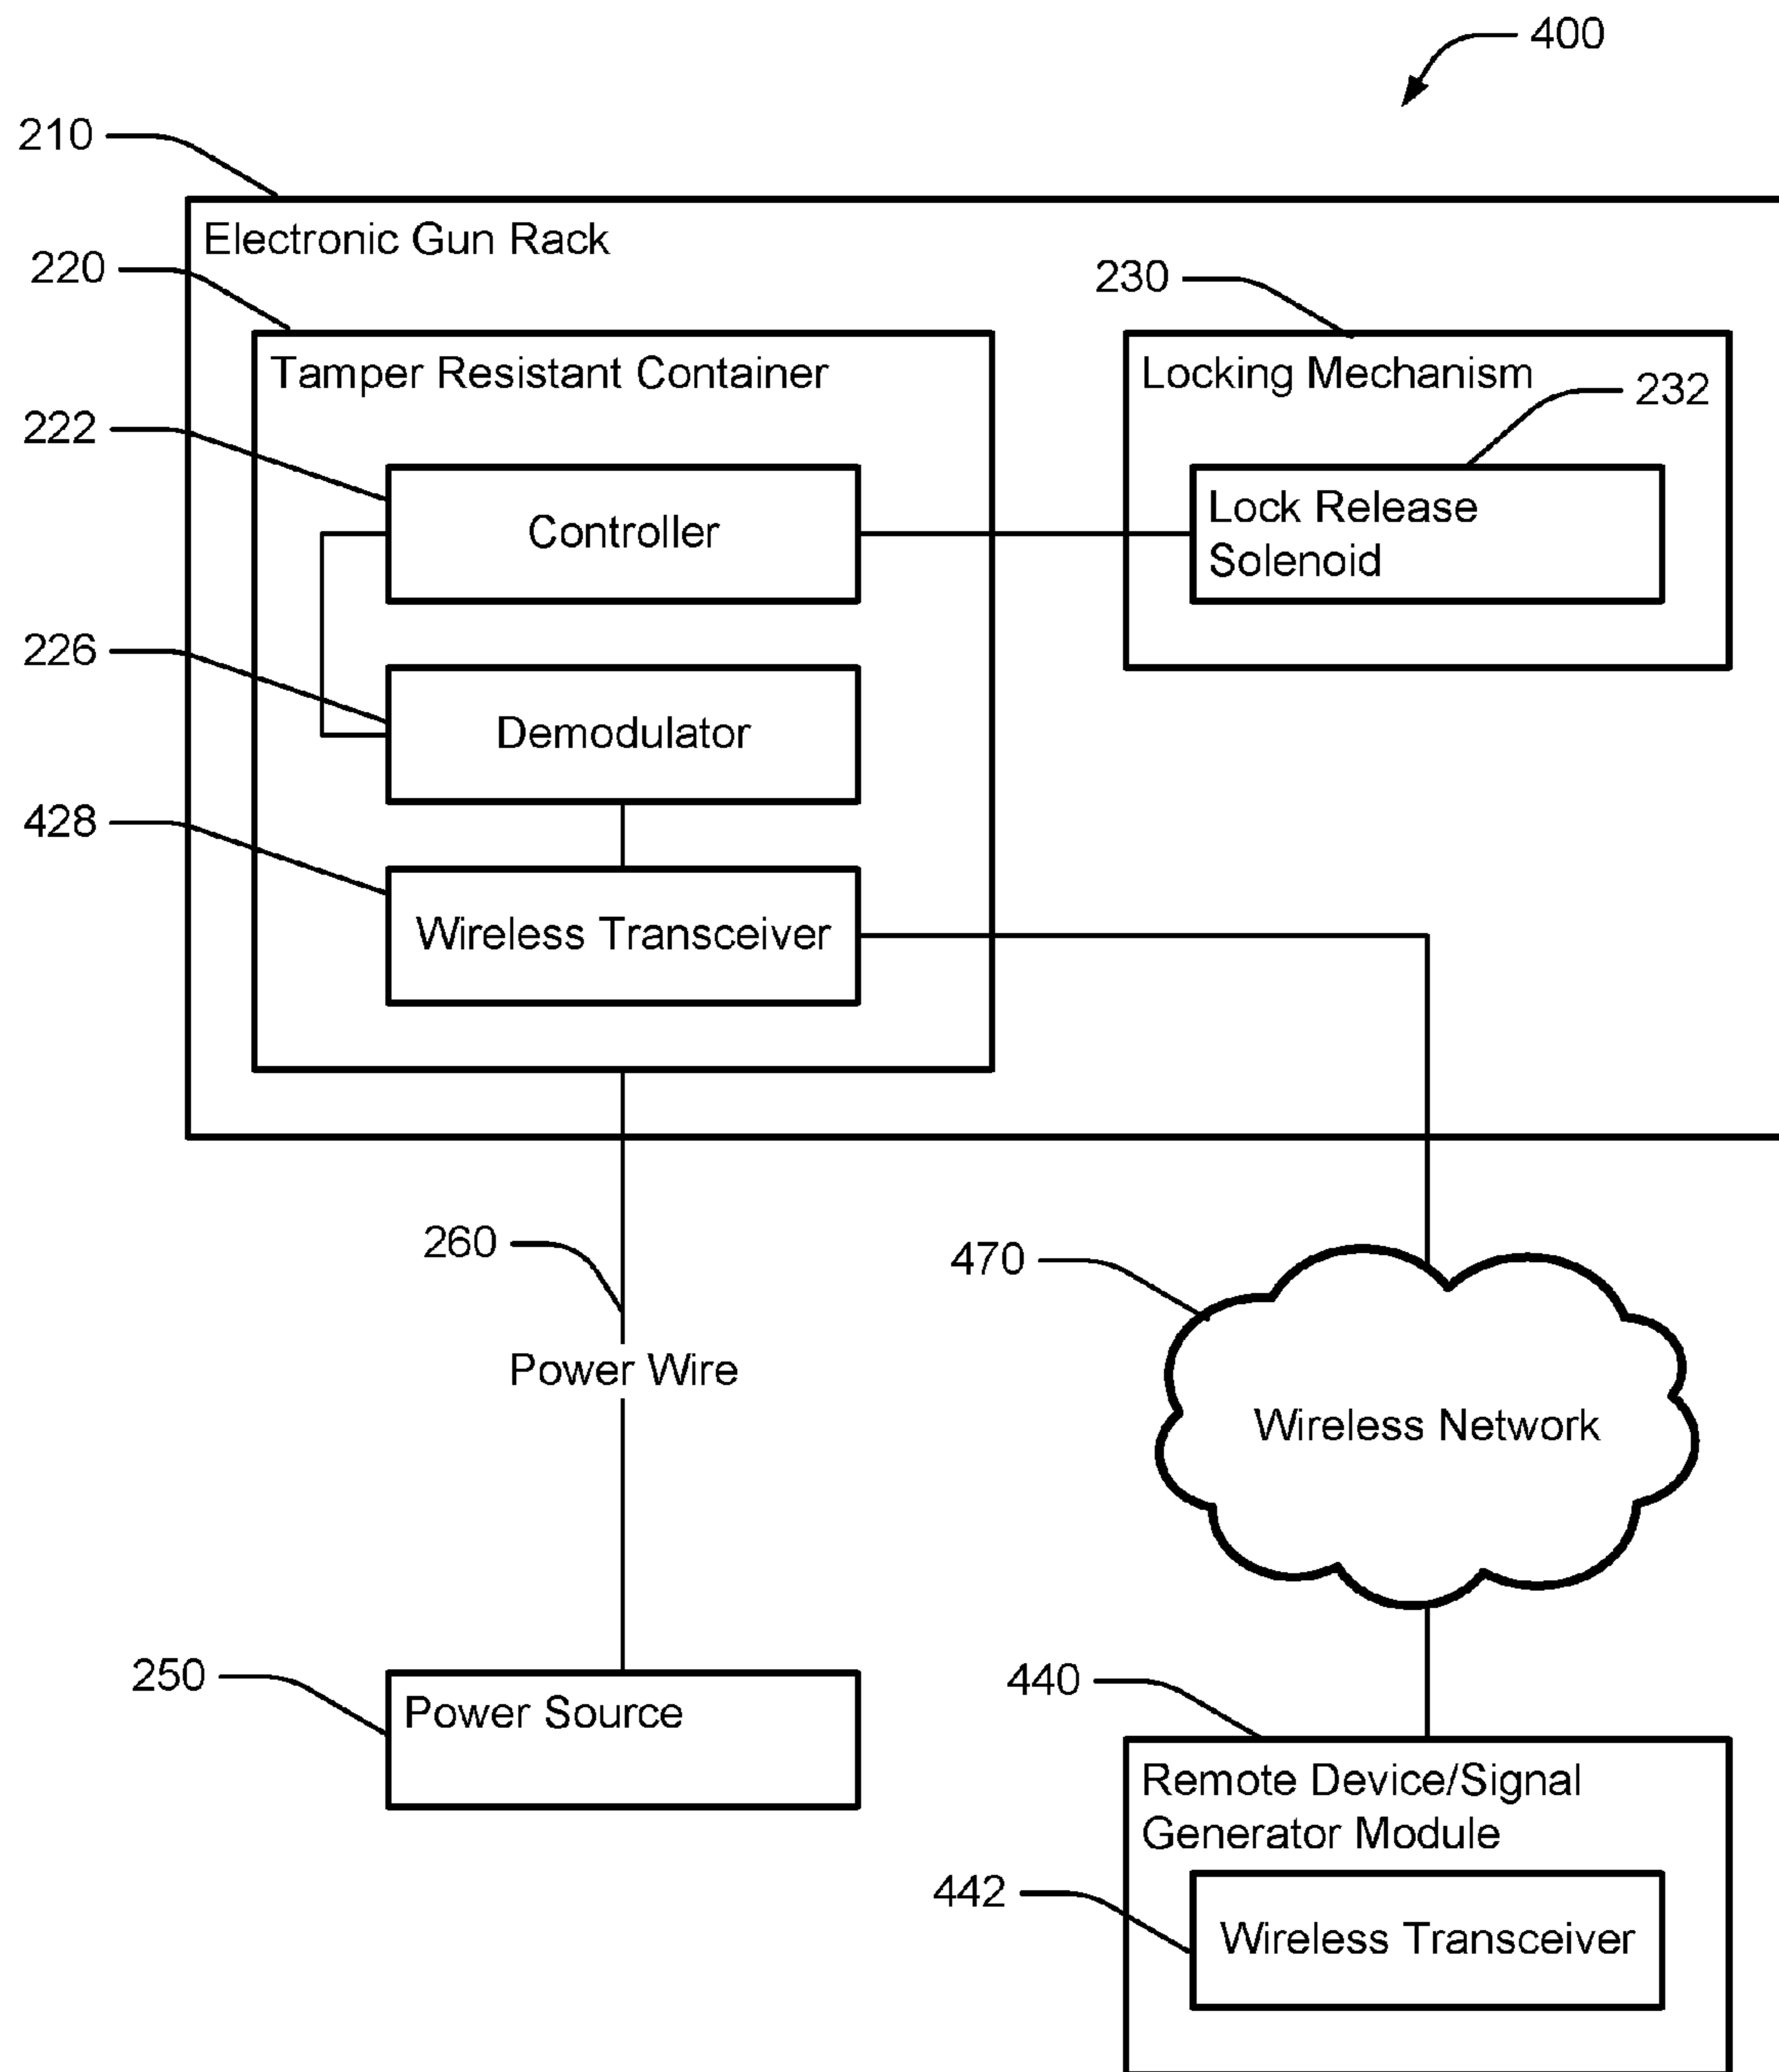 400
210
Electronic Gun Rack
220
230
Tamper Resistant Container
Locking Mechanism
222
232
Controller
Lock Release
Solenoid
226
Demodulator
428
Wireless Transceiver
260
470
Power Wire
Wireless Network
250
Power Source
440
Remote Device/Signal
Generator Module
442
Wireless Transceiver